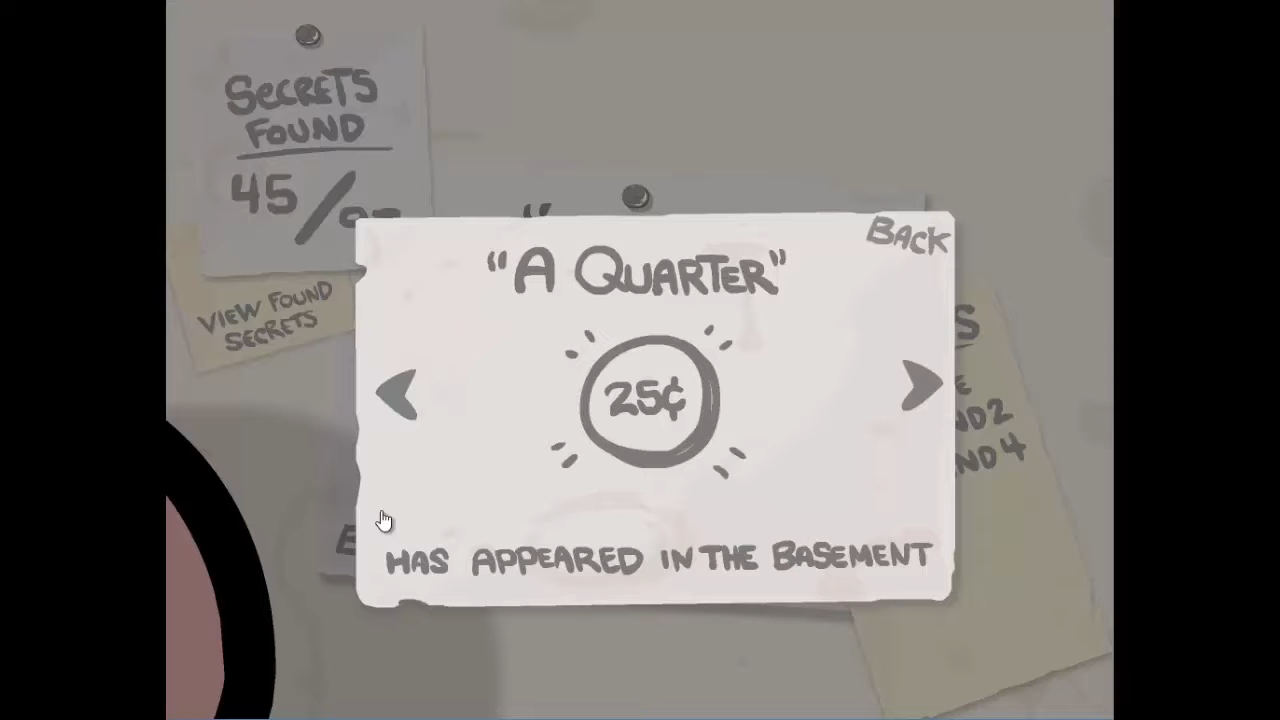 SECRETS
FOUND
45/
VIEW FOUND
SECRETS
BACK
"A QUARTER"
25¢
HAS APPEARED IN THE BASEMENT